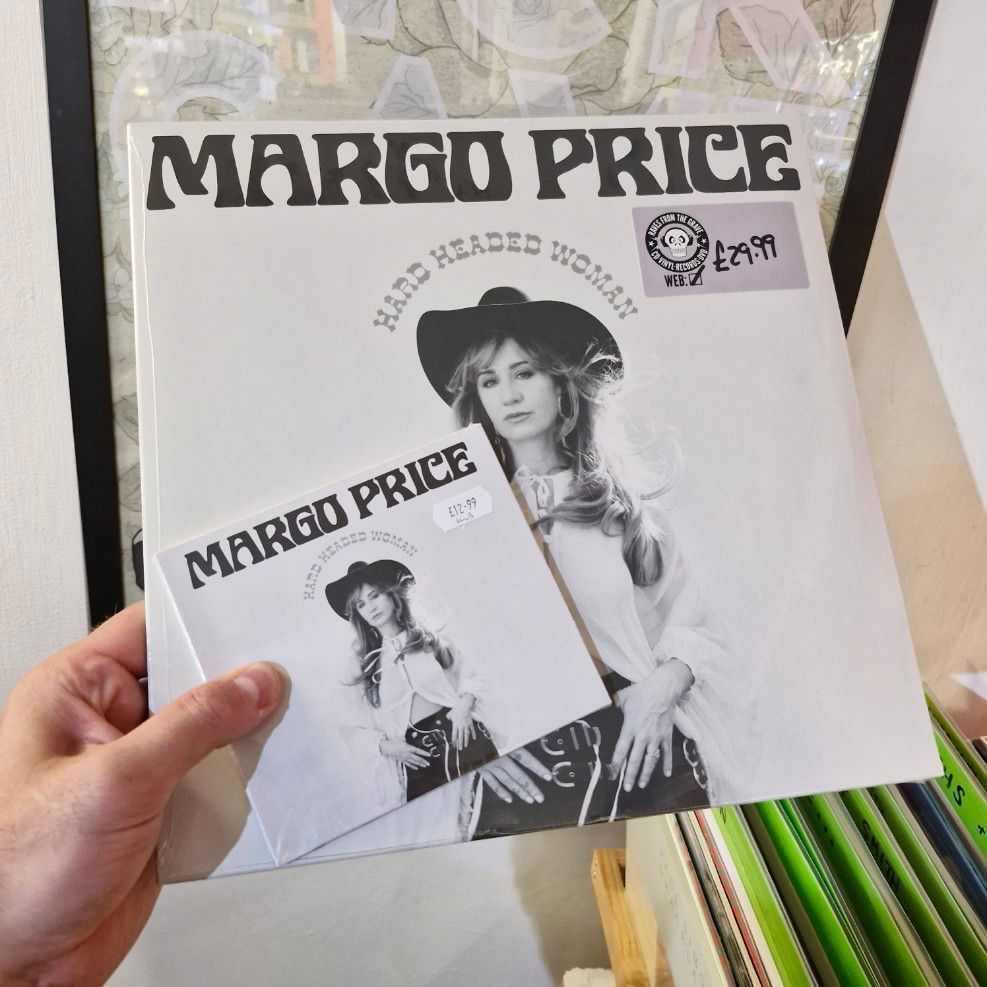 MARGO PRICE
HARD HEADED WOMAN
RAVES FROM THE GRAVE
CD·VINYL·RECORDS·DVD
WEB:
£29.99
MARGO PRICE
HARD HEADED WOMAN
£12.99
SMITH